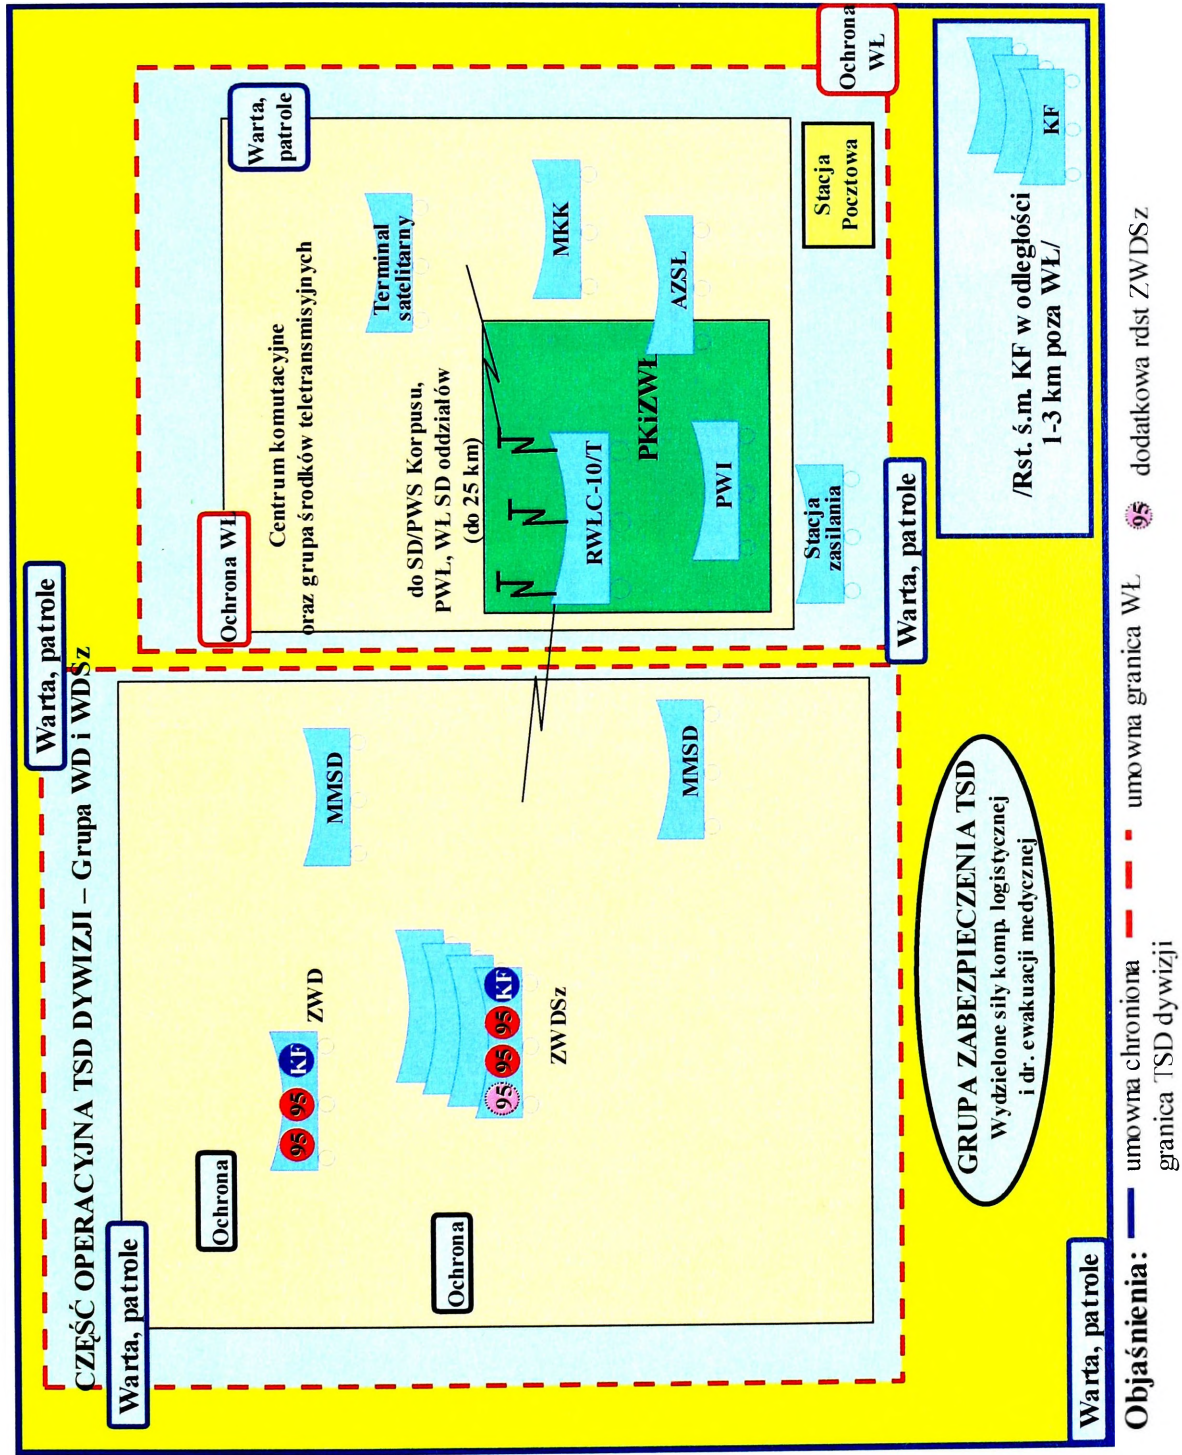 Warta, patrole
CZĘŚĆ OPERACYJNA TSD DYWIZJI – Grupa WD i WDSz
Warta, patrole
Ochrona
95
95
KF
ZWD
MMSD
Ochrona
95
95
95
KF
ZWDSz
MMSD
Ochrona WŁ
Warta,
patrole
Centrum komutacyjne
oraz grupa środków teletransmisyjnych
Terminal
satelitarny
do SD/PWS Korpusu,
PWŁ, WŁ SD oddziałów
(do 25 km)
MKK
RWŁC-10/T
PKiZWŁ
AZSŁ
PWI
Stacja
zasilania
Stacja
Pocztowa
Ochrona
WŁ
Warta, patrole
GRUPA ZABEZPIECZENIA TSD
Wydzielone siły komp. logistycznej
i dr. ewakuacji medycznej
/Rst. ś.m. KF w odległości
1-3 km poza WŁ/
KF
Warta, patrole
Objaśnienia:
umowna chroniona
granica TSD dywizji
umowna granica WŁ
95
dodatkowa rdst ZWDSz